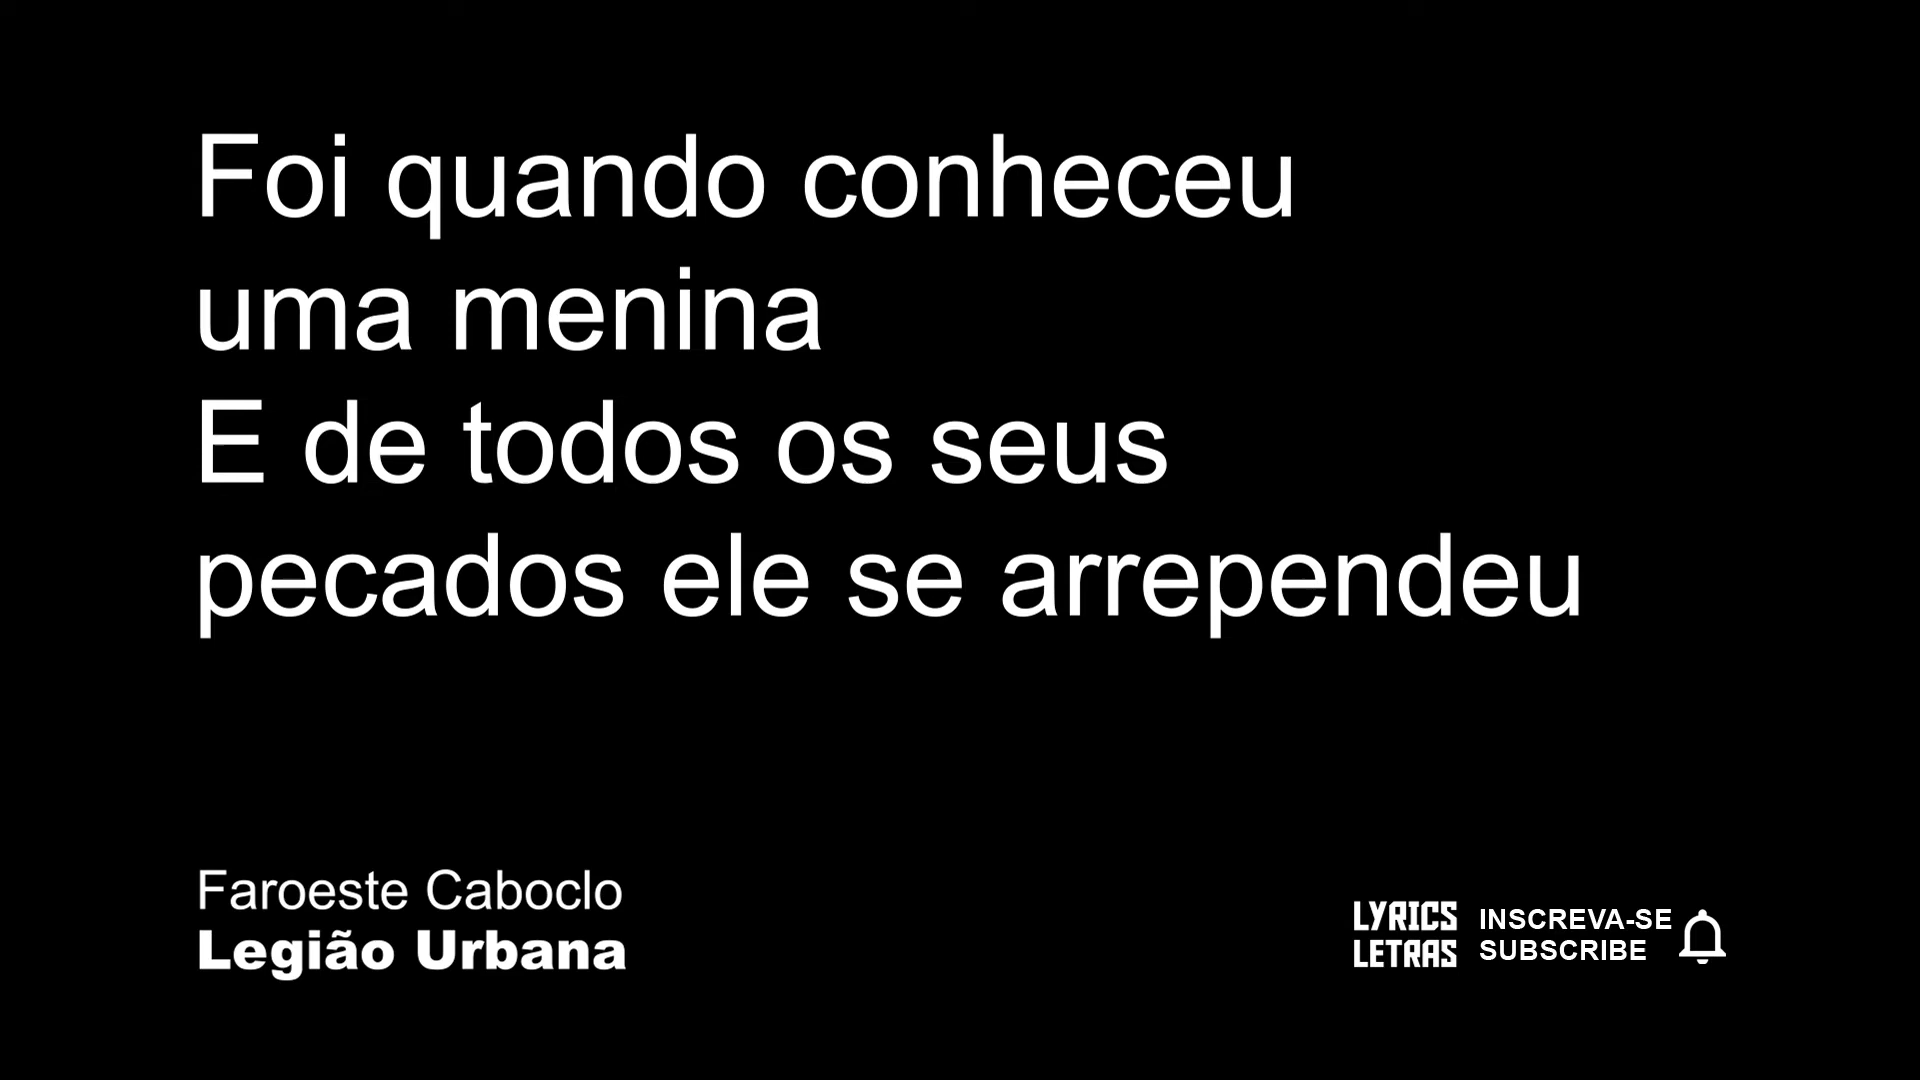 Foi quando conheceu
uma menina
E de todos os seus
pecados ele se arrependeu
Faroeste Caboclo
Legião Urbana
LYRICS
LETRAS
INSCREVA-SE
SUBSCRIBE